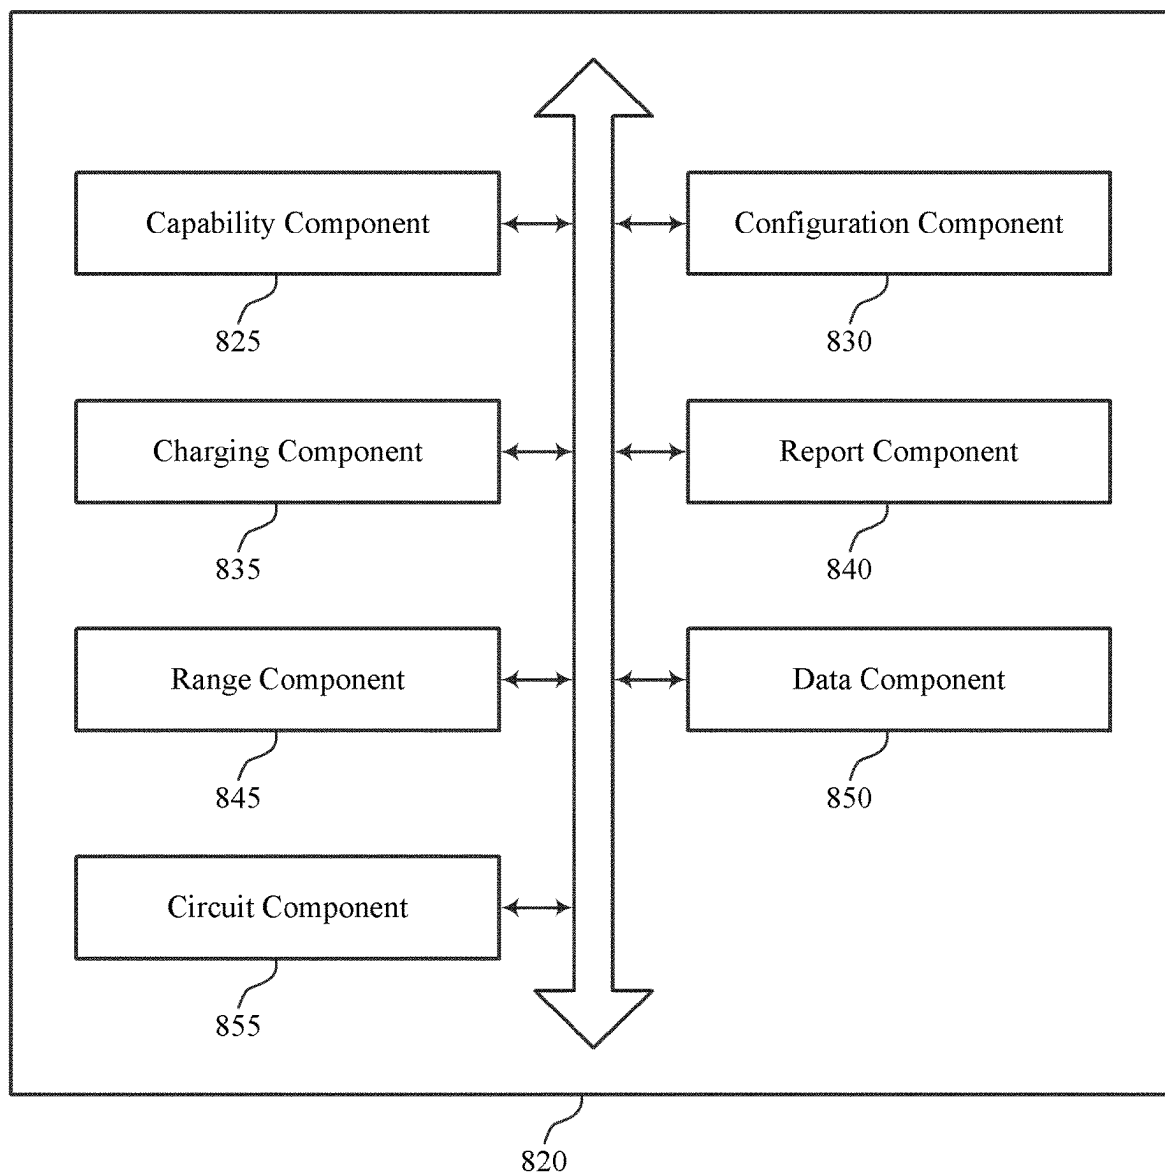 Capability Component
Configuration Component
825
830
Charging Component
Report Component
835
840
Range Component
Data Component
845
850
Circuit Component
855
820